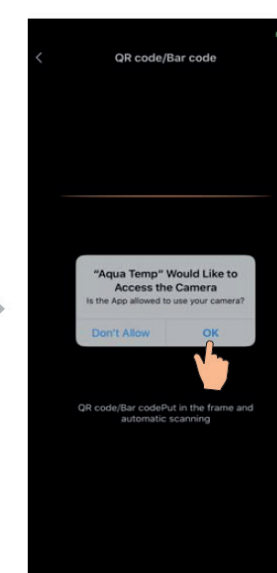 QR code/Bar code
“Aqua Temp” Would Like to
Access the Camera
Is the App allowed to use your camera?
Don't Allow
OK
QR code/Bar codePut in the frame and
automatic scanning